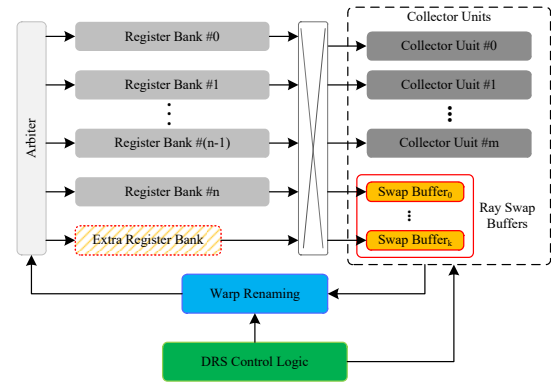 Collector Units
Arbiter
Register Bank #0
Register Bank #1
Register Bank #(n-1)
Register Bank #n
Extra Register Bank
Collector Uuit #0
Collector Uuit #1
Collector Uuit #m
Swap Buffer0
Swap Bufferk
Ray Swap
Buffers
Warp Renaming
DRS Control Logic